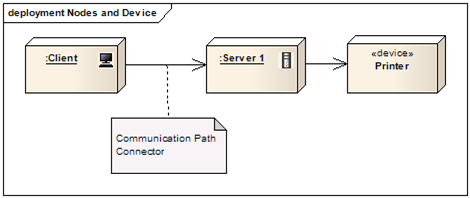 deployment Nodes and Device
:Client
:Server 1
«device»
Printer
Communication Path
Connector